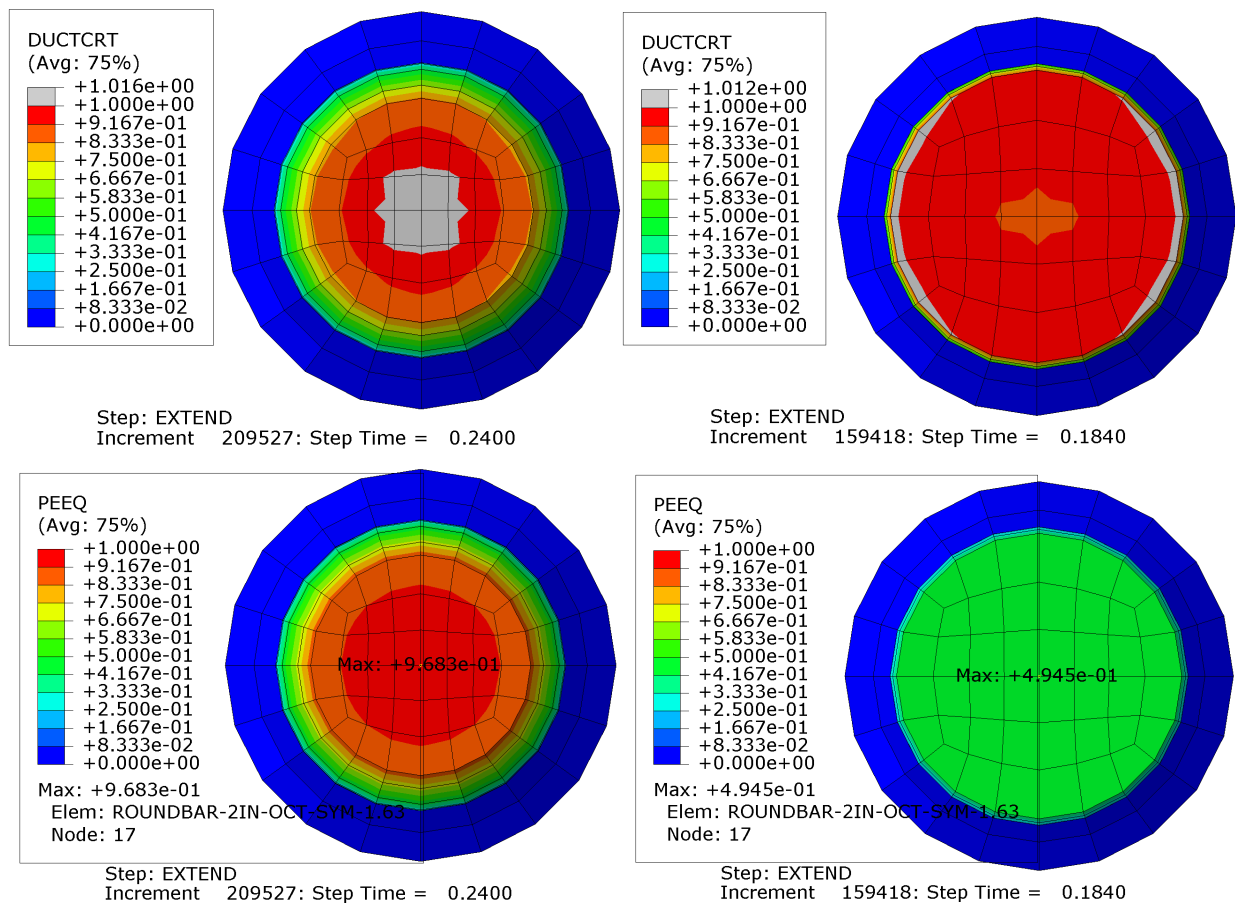 DUCTCRT
(Avg: 75%)
+1.016e+00
+1.000e+00
+9.167e-01
+8.333e-01
+7.500e-01
+6.667e-01
+5.833e-01
+5.000e-01
+4.167e-01
+3.333e-01
+2.500e-01
+1.667e-01
+8.333e-02
+0.000e+00
Step: EXTEND
Increment 209527: Step Time = 0.2400
DUCTCRT
(Avg: 75%)
+1.012e+00
+1.000e+00
+9.167e-01
+8.333e-01
+7.500e-01
+6.667e-01
+5.833e-01
+5.000e-01
+4.167e-01
+3.333e-01
+2.500e-01
+1.667e-01
+8.333e-02
+0.000e+00
Step: EXTEND
Increment 159418: Step Time = 0.1840
PEEQ
(Avg: 75%)
+1.000e+00
+9.167e-01
+8.333e-01
+7.500e-01
+6.667e-01
+5.833e-01
+5.000e-01
+4.167e-01
+3.333e-01
+2.500e-01
+1.667e-01
+8.333e-02
+0.000e+00
Max: +9.683e-01
Elem: ROUNDBAR-2IN-OCT-SYM-1.63
Node: 17
Max: +9.683e-01
Step: EXTEND
Increment 209527: Step Time = 0.2400
PEEQ
(Avg: 75%)
+1.000e+00
+9.167e-01
+8.333e-01
+7.500e-01
+6.667e-01
+5.833e-01
+5.000e-01
+4.167e-01
+3.333e-01
+2.500e-01
+1.667e-01
+8.333e-02
+0.000e+00
Max: +4.945e-01
Elem: ROUNDBAR-2IN-OCT-SYM-1.63
Node: 17
Max: +4.945e-01
Step: EXTEND
Increment 159418: Step Time = 0.1840